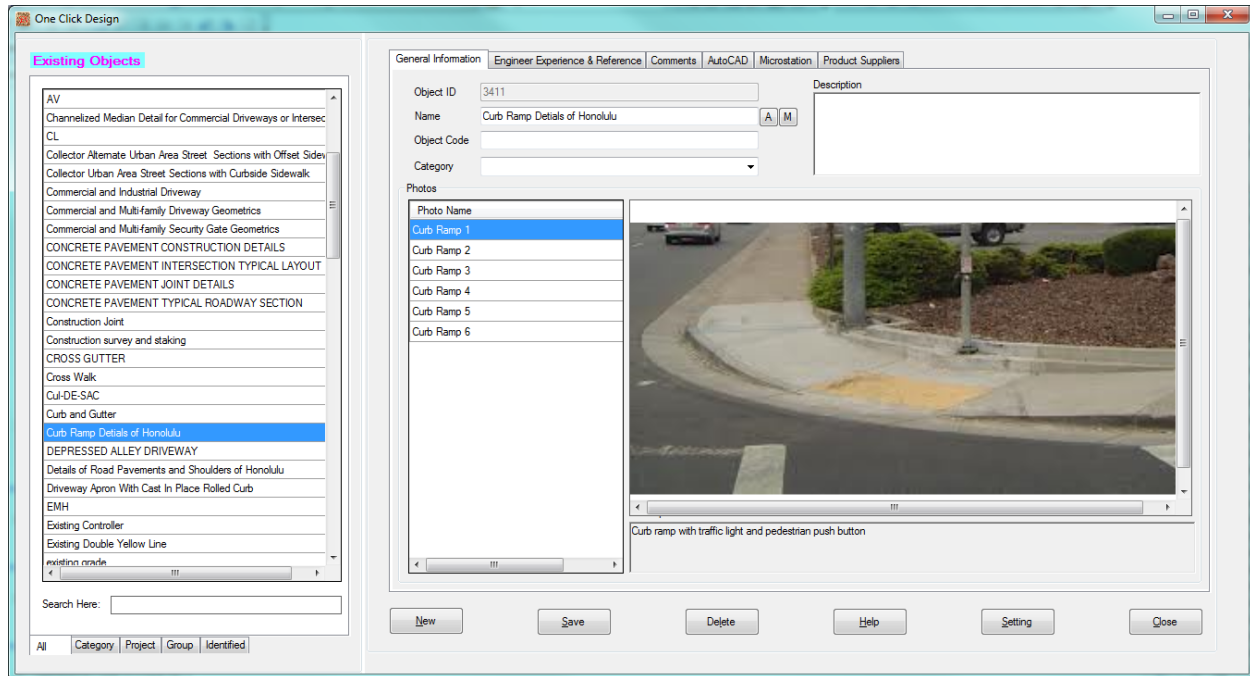 One Click Design
Existing Objects
AV
Channelized Median Detail for Commercial Driveways or Intersec
CL
Collector Alternate Urban Area Street Sections with Offset Sidew
Collector Urban Area Street Sections with Curbside Sidewalk
Commercial and Industrial Driveway
Commercial and Multi-family Driveway Geometrics
Commercial and Multi-family Security Gate Geometrics
CONCRETE PAVEMENT CONSTRUCTION DETAILS
CONCRETE PAVEMENT INTERSECTION TYPICAL LAYOUT
CONCRETE PAVEMENT JOINT DETAILS
CONCRETE PAVEMENT TYPICAL ROADWAY SECTION
Construction Joint
Construction survey and staking
CROSS GUTTER
Cross Walk
Cul-DE-SAC
Curb and Gutter
Curb Ramp Detials of Honolulu
DEPRESSED ALLEY DRIVEWAY
Details of Road Pavements and Shoulders of Honolulu
Driveway Apron With Cast In Place Rolled Curb
EMH
Existing Controller
Existing Double Yellow Line
existing grade
Search Here:
All Category Project Group Identified
General Information Engineer Experience & Reference Comments AutoCAD Microstation Product Suppliers
Object ID 3411
Name Curb Ramp Detials of Honolulu A M
Object Code
Category
Description
Photos
Photo Name
Curb Ramp 1
Curb Ramp 2
Curb Ramp 3
Curb Ramp 4
Curb Ramp 5
Curb Ramp 6
Curb ramp with traffic light and pedestrian push button
New Save Delete Help Setting Close